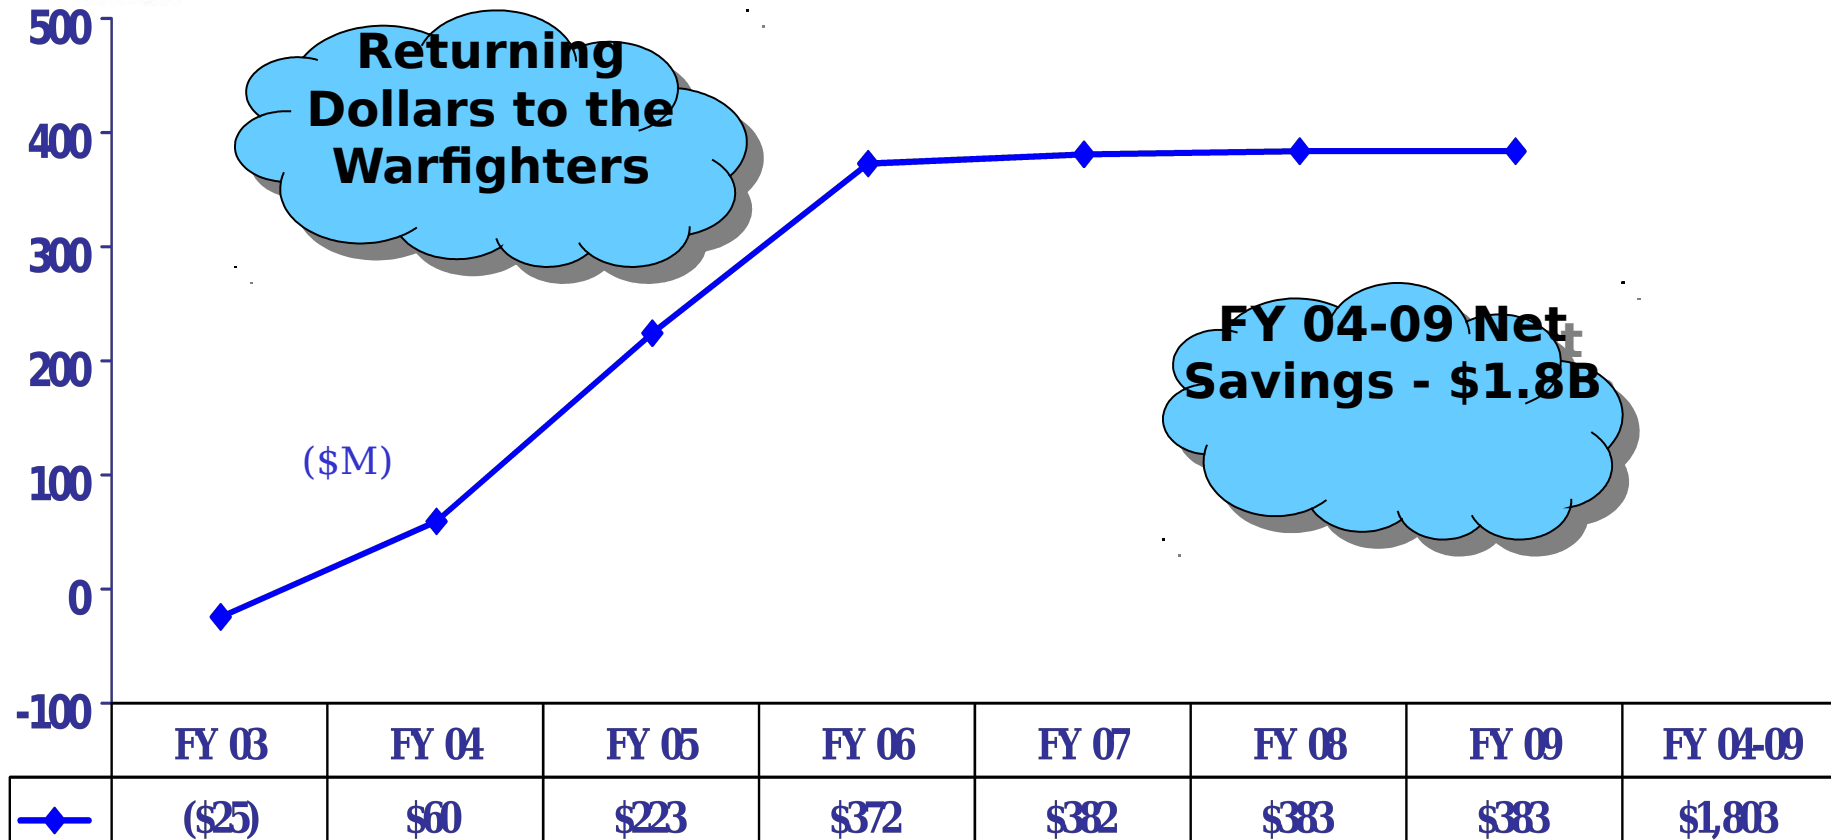 500
400
300
200
100
0
-100
Returning
Dollars to the
Warfighters
($M)
FY 04-09 Net
Savings - $1.8B
FY 03 FY 04 FY 05 FY 06 FY 07 FY 08 FY 09 FY 04-09
($25) $60 $223 $372 $382 $383 $383 $1,803